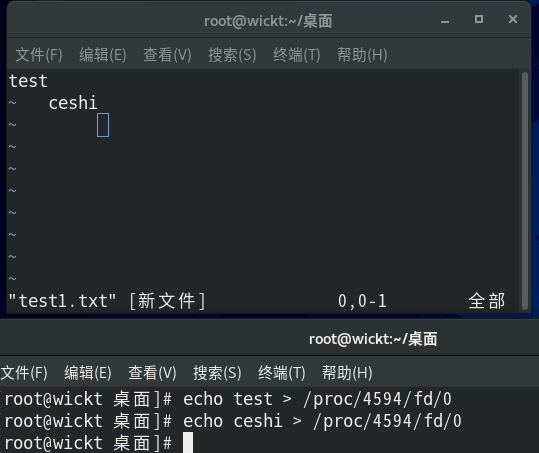 root@wickt:~/桌面
文件(F) 编辑(E) 查看(V) 搜索(S) 终端(T) 帮助(H)
test
~ ceshi
~
~
~
~
~
~
~
~
"test1.txt" [新文件] 0,0-1 全部
root@wickt:~/桌面
文件(F) 编辑(E) 查看(V) 搜索(S) 终端(T) 帮助(H)
[root@wickt 桌面]# echo test > /proc/4594/fd/0
[root@wickt 桌面]# echo ceshi > /proc/4594/fd/0
[root@wickt 桌面]#